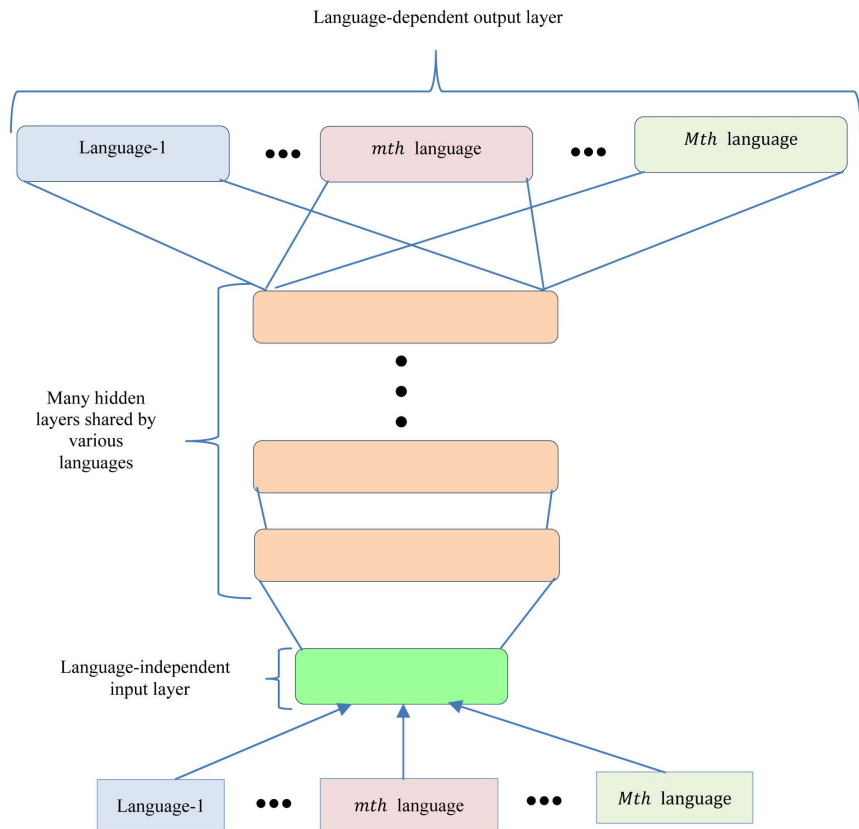 Language-dependent output layer
Language-1 ••• mth language ••• Mth language
Many hidden
layers shared by
various
languages
Language-independent
input layer
Language-1 ••• mth language ••• Mth language